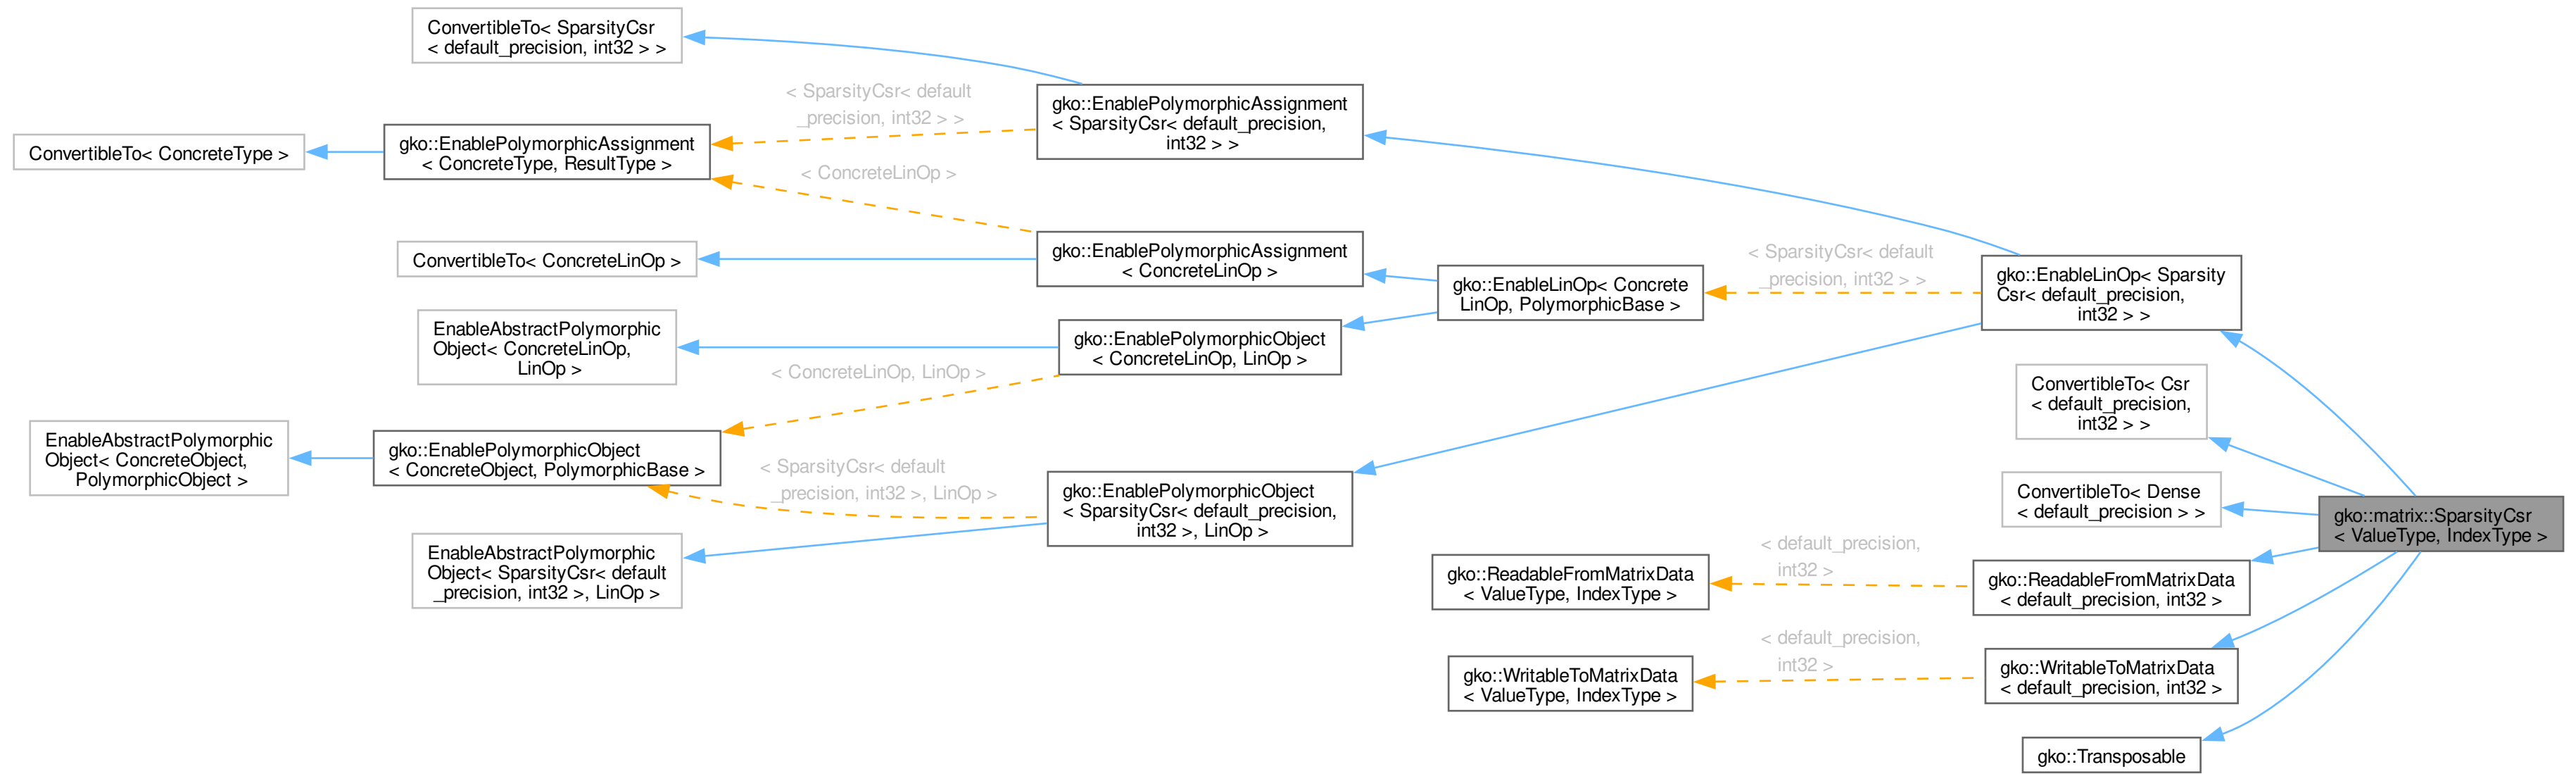 ConvertibleTo< SparsityCsr
< default_precision, int32 > >
< SparsityCsr< default
_precision, int32 > >
gko::EnablePolymorphicAssignment
< SparsityCsr< default_precision,
int32 > >
ConvertibleTo< ConcreteType >
gko::EnablePolymorphicAssignment
< ConcreteType, ResultType >
< ConcreteLinOp >
ConvertibleTo< ConcreteLinOp >
gko::EnablePolymorphicAssignment
< ConcreteLinOp >
gko::EnableLinOp< Concrete
LinOp, PolymorphicBase >
< SparsityCsr< default
_precision, int32 > >
gko::EnableLinOp< Sparsity
Csr< default_precision,
int32 > >
EnableAbstractPolymorphic
Object< ConcreteLinOp,
LinOp >
gko::EnablePolymorphicObject
< ConcreteLinOp, LinOp >
< ConcreteLinOp, LinOp >
ConvertibleTo< Csr
< default_precision,
int32 > >
EnableAbstractPolymorphic
Object< ConcreteObject,
PolymorphicObject >
gko::EnablePolymorphicObject
< ConcreteObject, PolymorphicBase >
< SparsityCsr< default
_precision, int32 >, LinOp >
gko::EnablePolymorphicObject
< SparsityCsr< default_precision,
int32 >, LinOp >
ConvertibleTo< Dense
< default_precision > >
gko::matrix::SparsityCsr
< ValueType, IndexType >
EnableAbstractPolymorphic
Object< SparsityCsr< default
_precision, int32 >, LinOp >
gko::ReadableFromMatrixData
< ValueType, IndexType >
< default_precision,
int32 >
gko::ReadableFromMatrixData
< default_precision, int32 >
gko::WritableToMatrixData
< ValueType, IndexType >
< default_precision,
int32 >
gko::WritableToMatrixData
< default_precision, int32 >
gko::Transposable